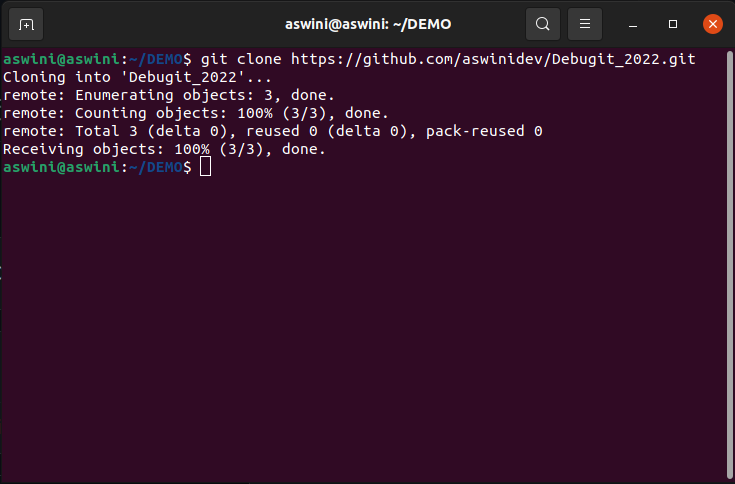 aswini@aswini: ~/DEMO
aswini@aswini:~/DEMO$ git clone https://github.com/aswinidev/Debugit_2022.git
Cloning into 'Debugit_2022'...
remote: Enumerating objects: 3, done.
remote: Counting objects: 100% (3/3), done.
remote: Total 3 (delta 0), reused 0 (delta 0), pack-reused 0
Receiving objects: 100% (3/3), done.
aswini@aswini:~/DEMO$